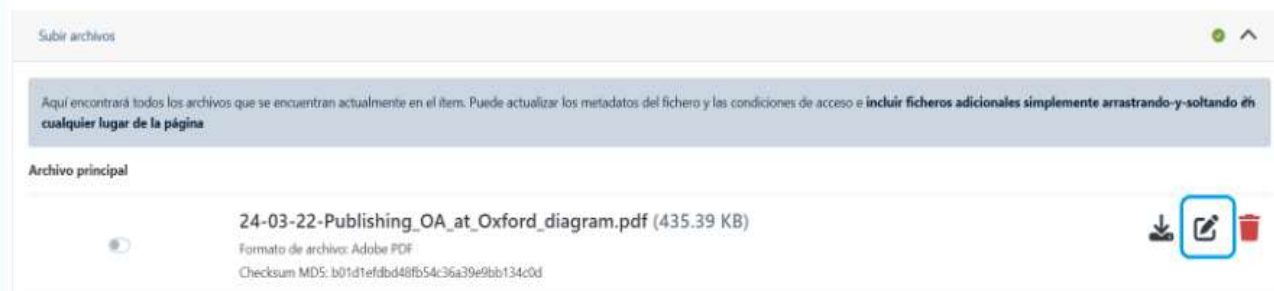 Subir archivos
Aquí encontrará todos los archivos que se encuentran actualmente en el ítem. Puede actualizar los metadatos del fichero y las condiciones de acceso e incluir ficheros adicionales simplemente arrastrando-y-soltando en
cualquier lugar de la página
Archivo principal
24-03-22-Publishing_OA_at_Oxford_diagram.pdf (435.39 KB)
Formato de archivo: Adobe PDF
Checksum MD5: b01d1efdbd48fb54c36a39e9bb134c0d